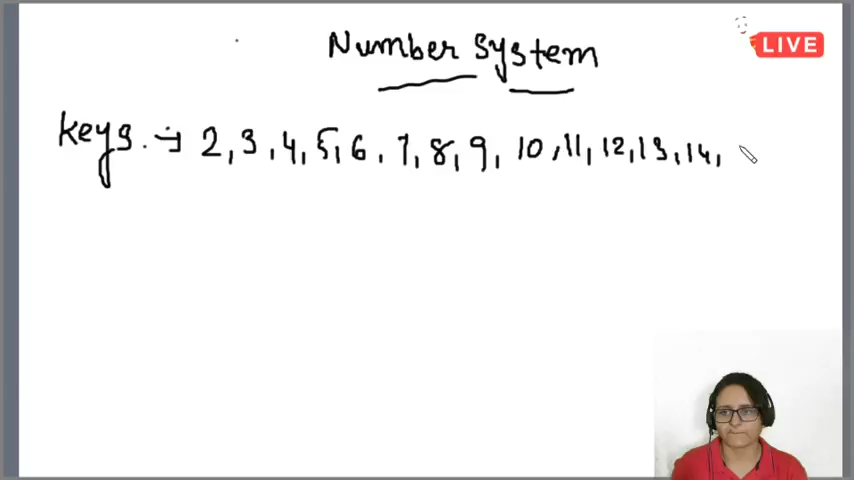 Number System
LIVE
keys. → 2, 3, 4, 5, 6, 7, 8, 9, 10, 11, 12, 13, 14,